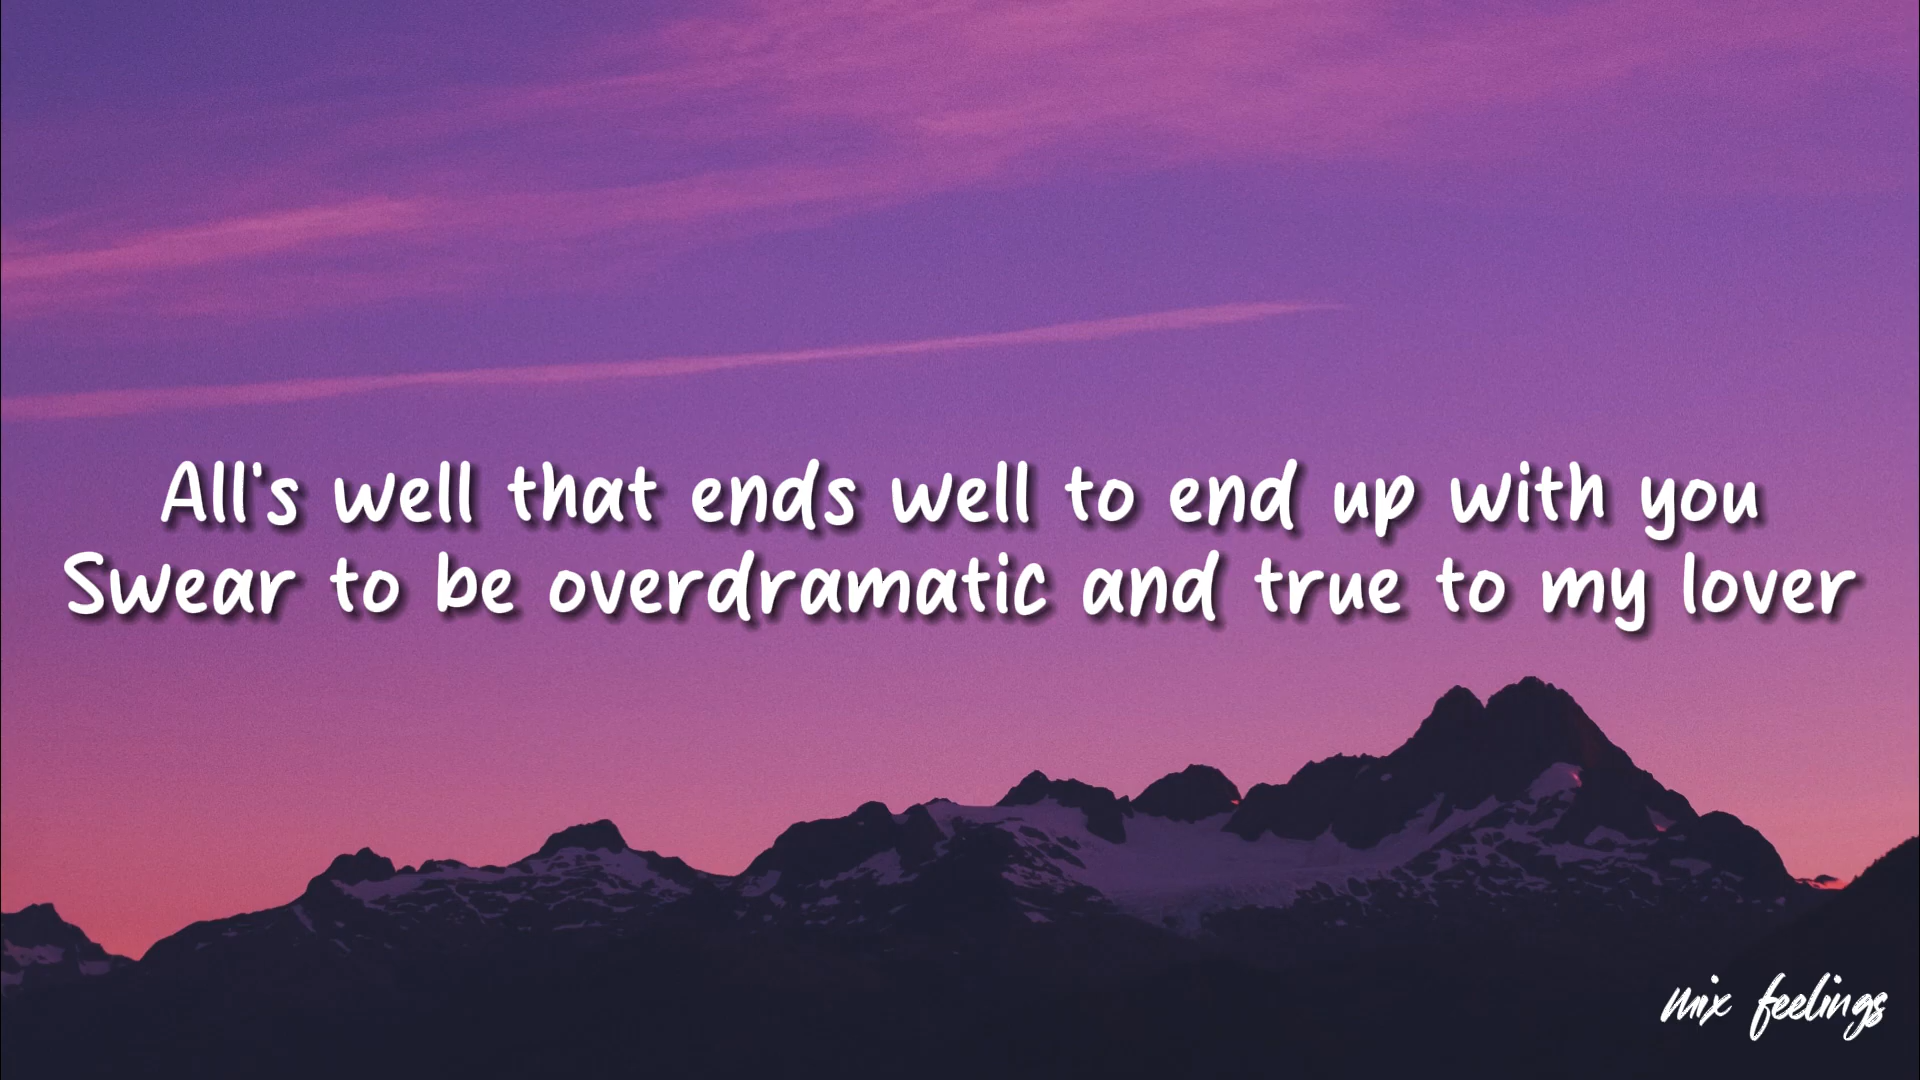 All's well that ends well to end up with you
Swear to be overdramatic and true to my lover
mix feelings